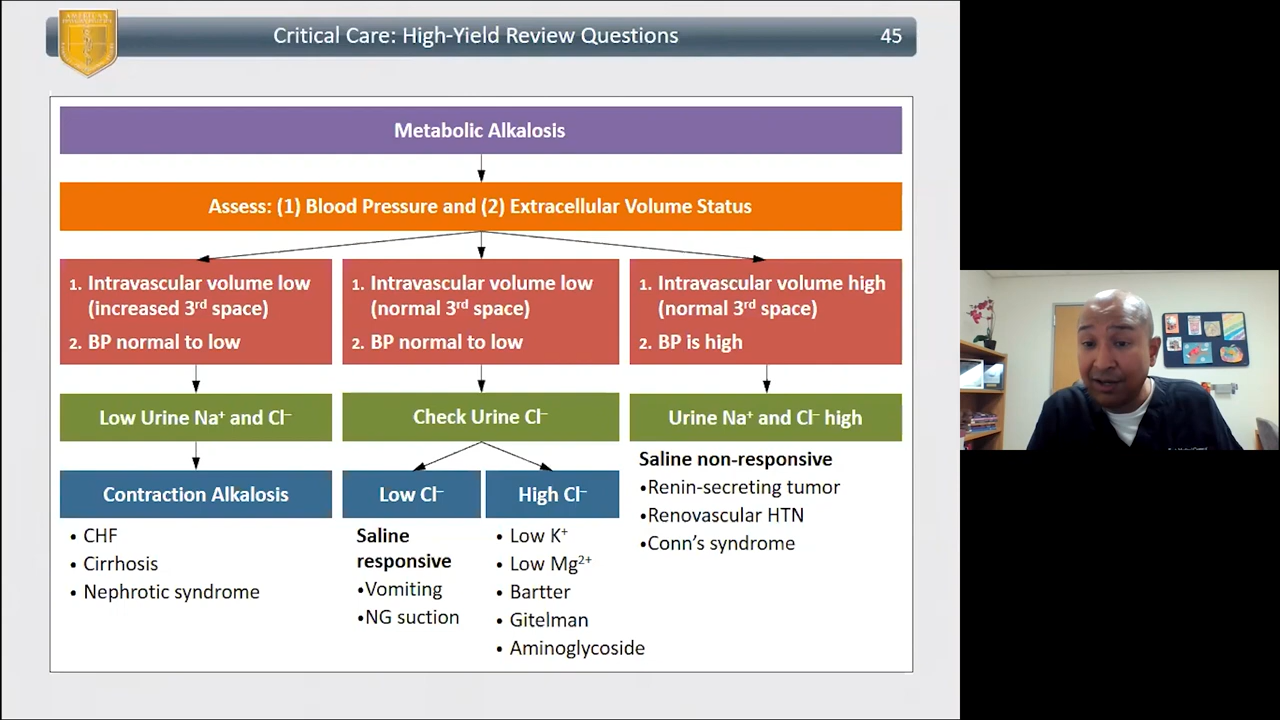 Critical Care: High-Yield Review Questions
45
AMERICAN
Metabolic Alkalosis
Assess: (1) Blood Pressure and (2) Extracellular Volume Status
1. Intravascular volume low
(increased 3rd space)
2. BP normal to low
1. Intravascular volume low
(normal 3rd space)
2. BP normal to low
1. Intravascular volume high
(normal 3rd space)
2. BP is high
Low Urine Na⁺ and Cl⁻
Check Urine Cl⁻
Urine Na⁺ and Cl⁻ high
Contraction Alkalosis
• CHF
• Cirrhosis
• Nephrotic syndrome
Low Cl⁻
Saline
responsive
•Vomiting
•NG suction
High Cl⁻
• Low K⁺
• Low Mg²⁺
• Bartter
• Gitelman
• Aminoglycoside
Saline non-responsive
•Renin-secreting tumor
•Renovascular HTN
•Conn’s syndrome